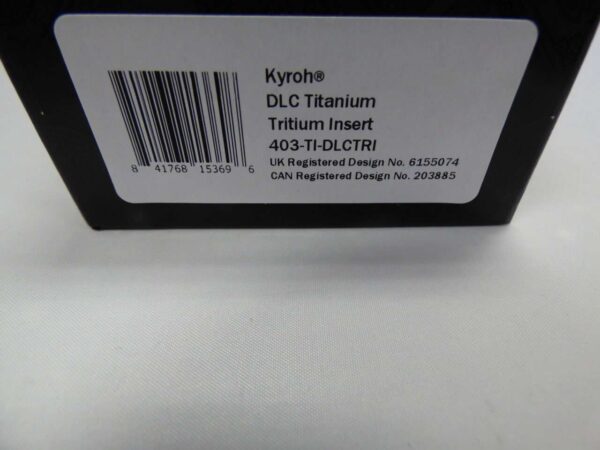 Kyroh®
DLC Titanium
Tritium Insert
403-TI-DLCTRI
UK Registered Design No. 6155074
CAN Registered Design No. 203885
8 41768 15369 6